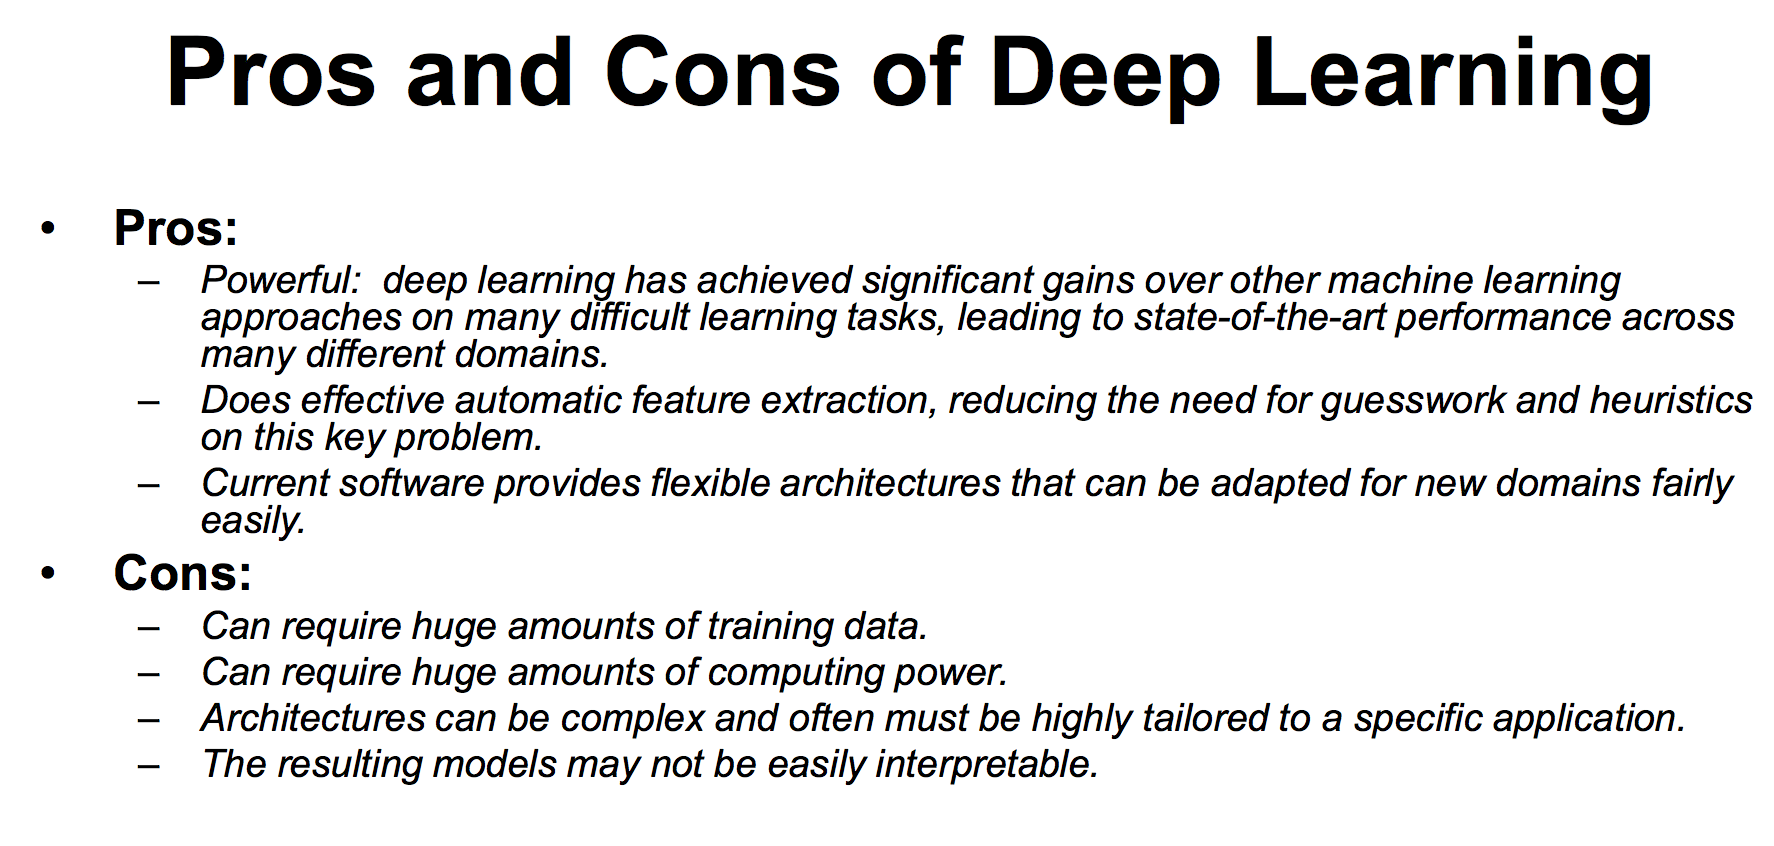 Pros and Cons of Deep Learning
• Pros:
– Powerful:  deep learning has achieved significant gains over other machine learning
approaches on many difficult learning tasks, leading to state-of-the-art performance across
many different domains.
– Does effective automatic feature extraction, reducing the need for guesswork and heuristics
on this key problem.
– Current software provides flexible architectures that can be adapted for new domains fairly
easily.
• Cons:
– Can require huge amounts of training data.
– Can require huge amounts of computing power.
– Architectures can be complex and often must be highly tailored to a specific application.
– The resulting models may not be easily interpretable.